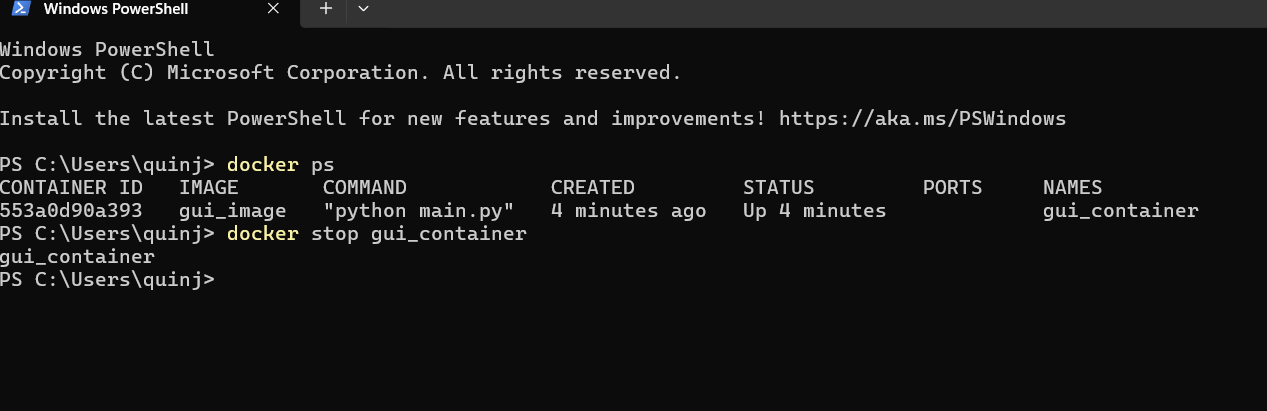 Windows PowerShell
Windows PowerShell
Copyright (C) Microsoft Corporation. All rights reserved.
Install the latest PowerShell for new features and improvements! https://aka.ms/PSWindows
PS C:\Users\quinj> docker ps
CONTAINER ID   IMAGE       COMMAND            CREATED         STATUS         PORTS     NAMES
553a0d90a393   gui_image   "python main.py"   4 minutes ago   Up 4 minutes             gui_container
PS C:\Users\quinj> docker stop gui_container
gui_container
PS C:\Users\quinj>